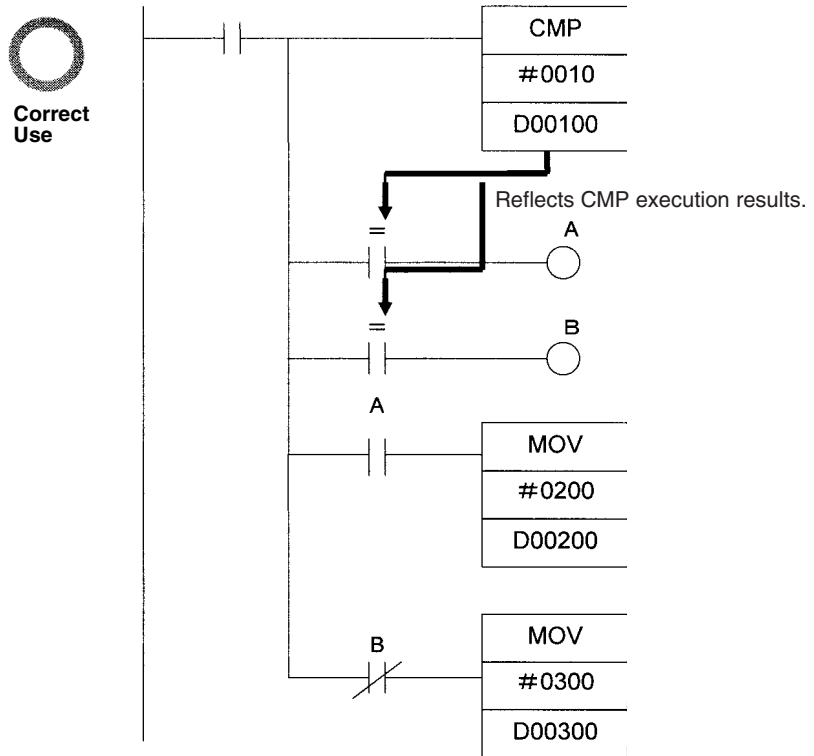 CMP
#0010
D00100
Correct
Use
Reflects CMP execution results.
=
A
=
B
A
MOV
#0200
D00200
B
MOV
#0300
D00300